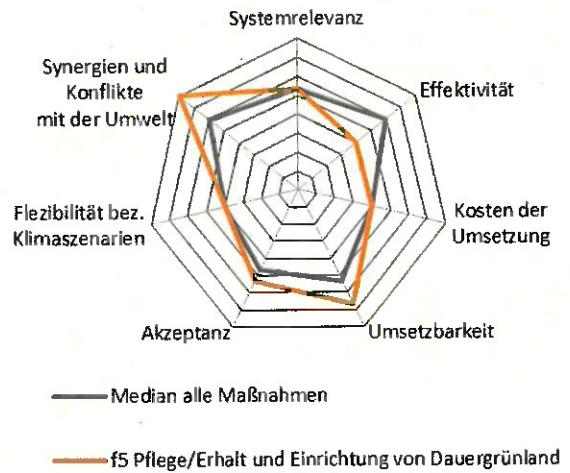 Systemrelevanz
Synergien und
Konflikte
mit der Umwelt
Effektivität
Flezibilität bez.
Klimaszenarien
Kosten der
Umsetzung
Akzeptanz
Umsetzbarkeit
Median alle Maßnahmen
f5 Pflege/Erhalt und Einrichtung von Dauergrünland